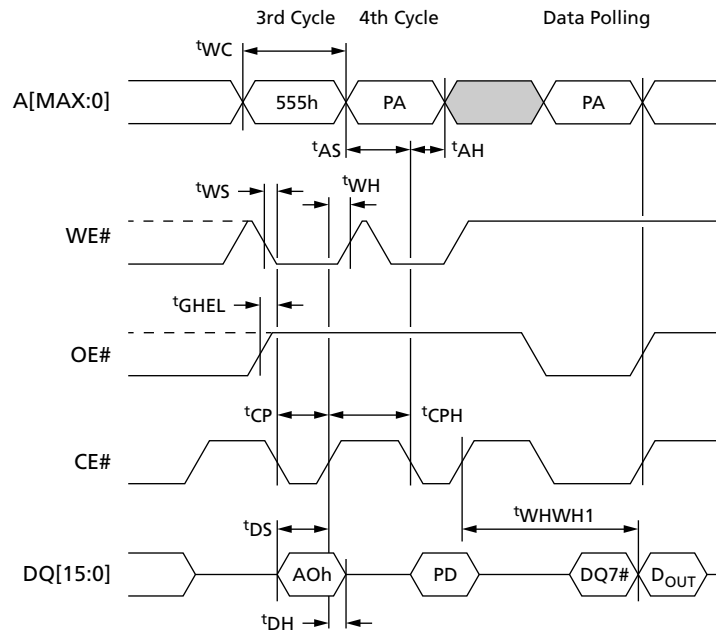 3rd Cycle 4th Cycle Data Polling
tWC
A[MAX:0] 555h PA PA
tAS tAH
tWS tWH
WE#
tGHEL
OE#
tCP tCPH
CE#
tWHWH1
tDS
DQ[15:0] AOh PD DQ7# DOUT
tDH